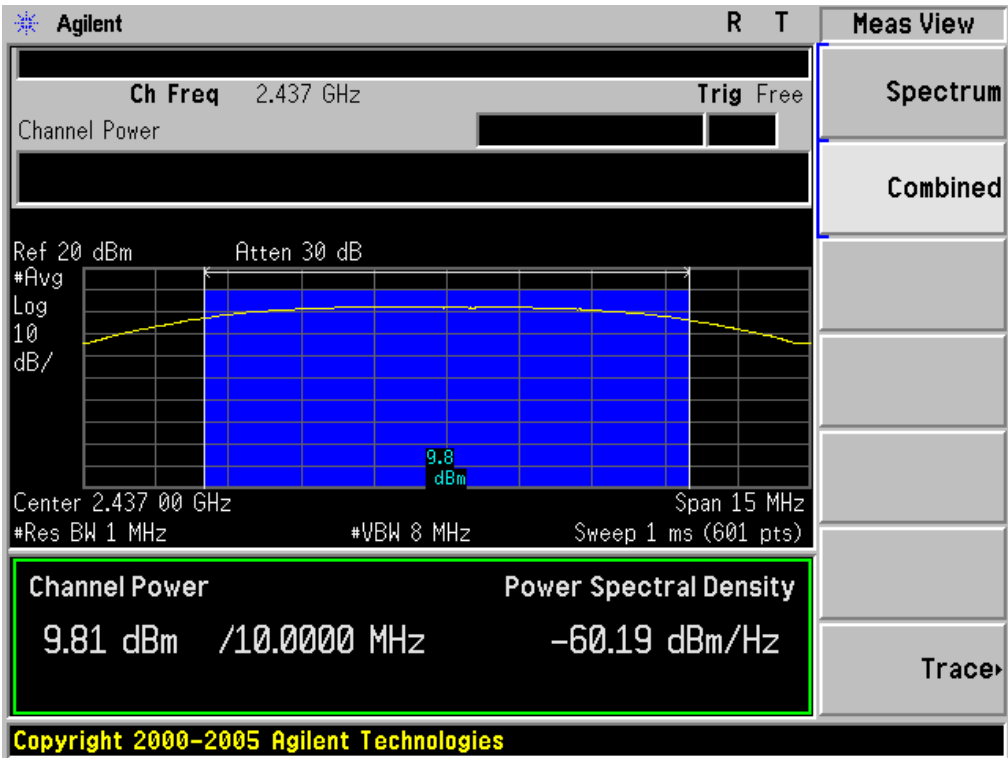 Agilent R T Meas View
Ch Freq 2.437 GHz Trig Free
Spectrum
Channel Power
Combined
Ref 20 dBm Atten 30 dB
#Avg
Log
10
dB/
9.8
dBm
Center 2.437 00 GHz Span 15 MHz
#Res BW 1 MHz #VBW 8 MHz Sweep 1 ms (601 pts)
Channel Power Power Spectral Density
9.81 dBm /10.0000 MHz -60.19 dBm/Hz
Trace
Copyright 2000-2005 Agilent Technologies